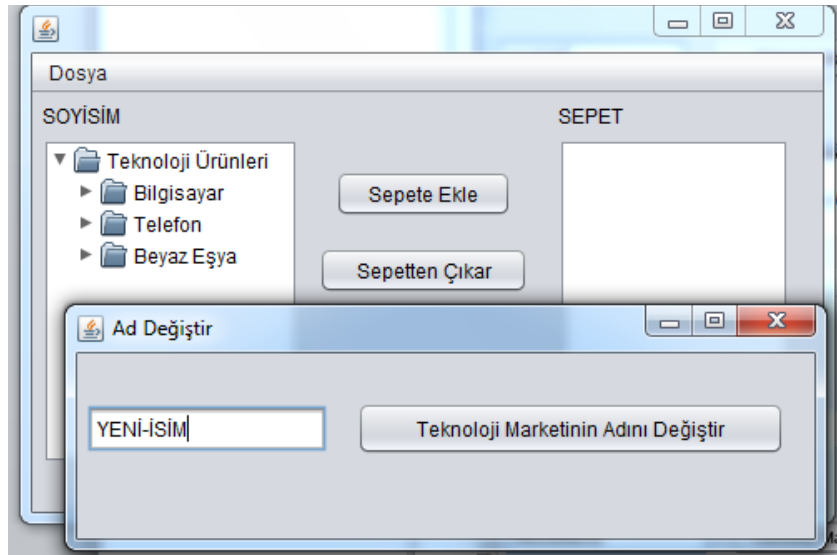 Dosya
SOYİSİM
SEPET
Teknoloji Ürünleri
Bilgisayar
Telefon
Beyaz Eşya
Sepete Ekle
Sepetten Çıkar
Ad Değiştir
YENİ-İSİM
Teknoloji Marketinin Adını Değiştir